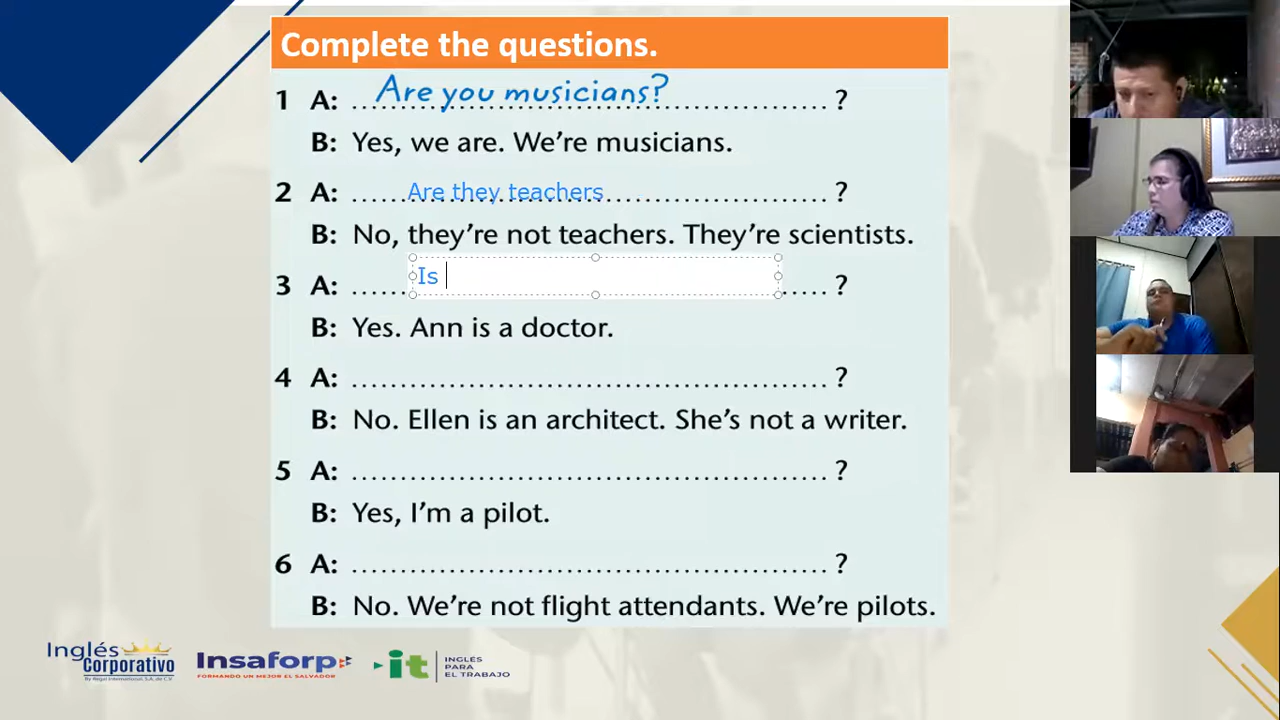 Complete the questions.
1 A: Are you musicians? ?
B: Yes, we are. We're musicians.
2 A: Are they teachers ?
B: No, they're not teachers. They're scientists.
3 A: Is ?
B: Yes. Ann is a doctor.
4 A: ?
B: No. Ellen is an architect. She's not a writer.
5 A: ?
B: Yes, I'm a pilot.
6 A: ?
B: No. We're not flight attendants. We're pilots.
Inglés
Corporativo
Insaforp
FORMANDO UN MEJOR EL SALVADOR
it
INGLÉS
PARA
EL TRABAJO